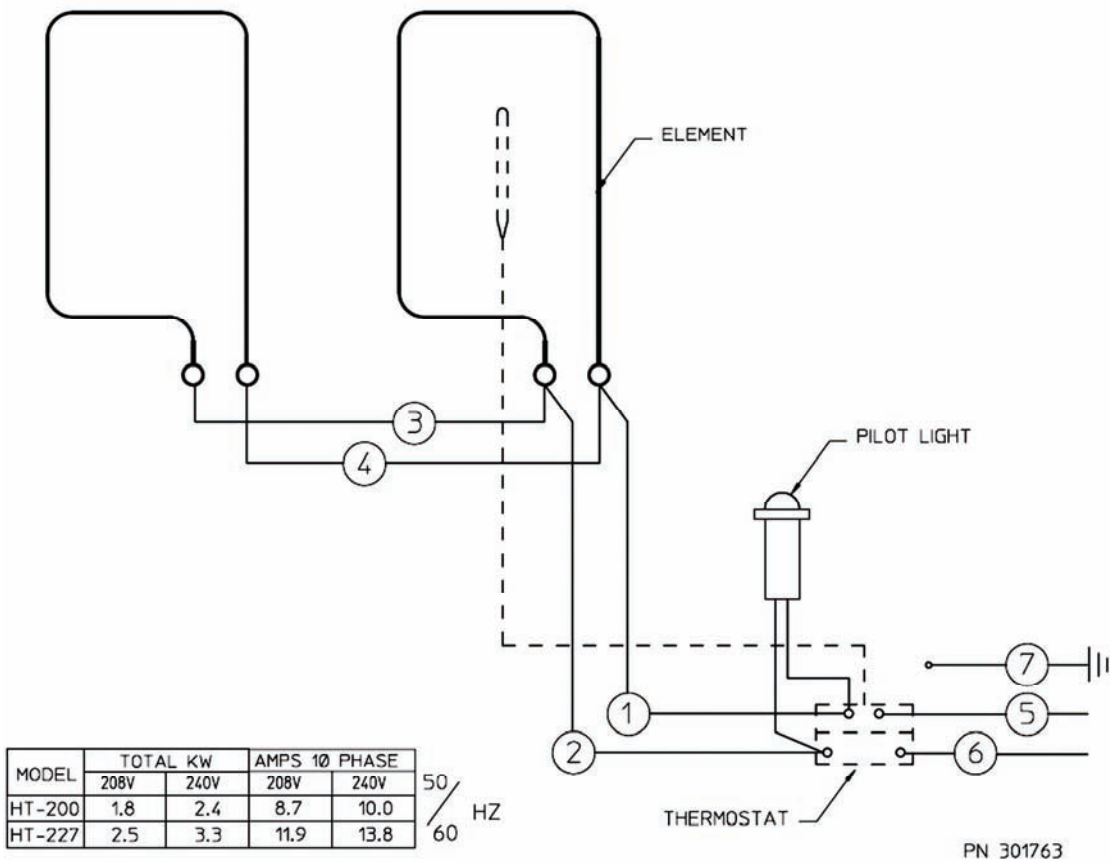 ELEMENT
3
4
PILOT LIGHT
7
1
5
2
6
THERMOSTAT
MODEL TOTAL KW AMPS 1Ø PHASE
208V 240V 208V 240V
HT-200 1.8 2.4 8.7 10.0
HT-227 2.5 3.3 11.9 13.8
50/60 HZ
PN 301763